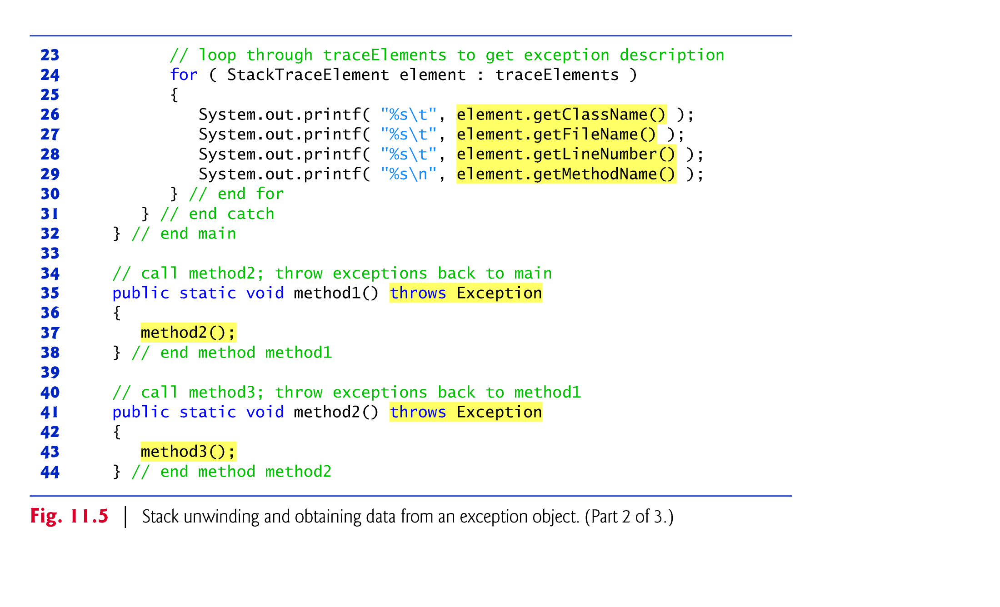 23 // loop through traceElements to get exception description
24 for ( StackTraceElement element : traceElements )
25 {
26 System.out.printf( "%s\t", element.getClassName() );
27 System.out.printf( "%s\t", element.getFileName() );
28 System.out.printf( "%s\t", element.getLineNumber() );
29 System.out.printf( "%s\n", element.getMethodName() );
30 } // end for
31 } // end catch
32 } // end main
33
34 // call method2; throw exceptions back to main
35 public static void method1() throws Exception
36 {
37 method2();
38 } // end method method1
39
40 // call method3; throw exceptions back to method1
41 public static void method2() throws Exception
42 {
43 method3();
44 } // end method method2
Fig. 11.5 | Stack unwinding and obtaining data from an exception object. (Part 2 of 3.)